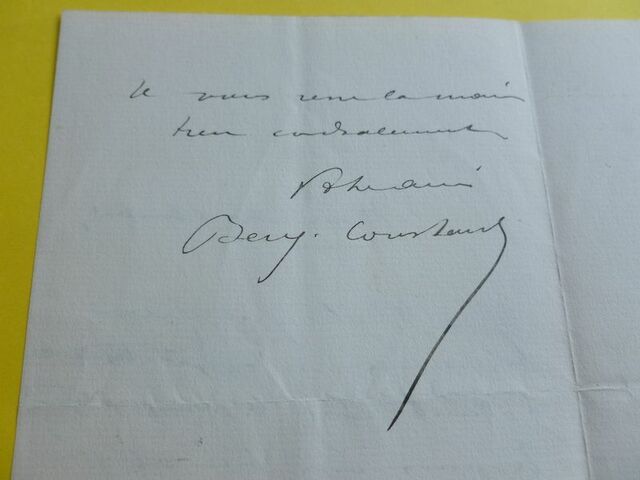 Je vous serre la main
bien cordialement
Votre ami
Benj. Constant